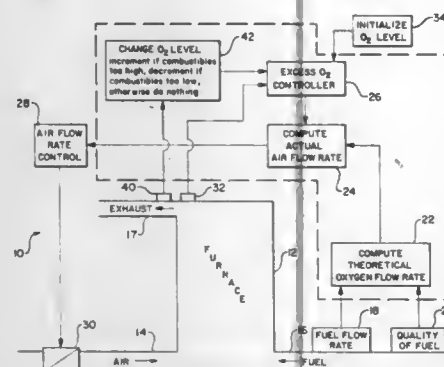 42
CHANGE O₂ LEVEL
increment if combustibles
too high, decrement if
combustibles too low,
otherwise do nothing
INITIALIZE
O₂ LEVEL
34
EXCESS O₂
CONTROLLER
26
28
AIR FLOW
RATE
CONTROL
COMPUTE
ACTUAL
AIR FLOW RATE
24
40
32
EXHAUST
17
10
FURNACE
12
22
COMPUTE
THEORETICAL
OXYGEN FLOW RATE
30
14
AIR
16
FUEL
18
FUEL FLOW
RATE
QUALITY
OF FUEL